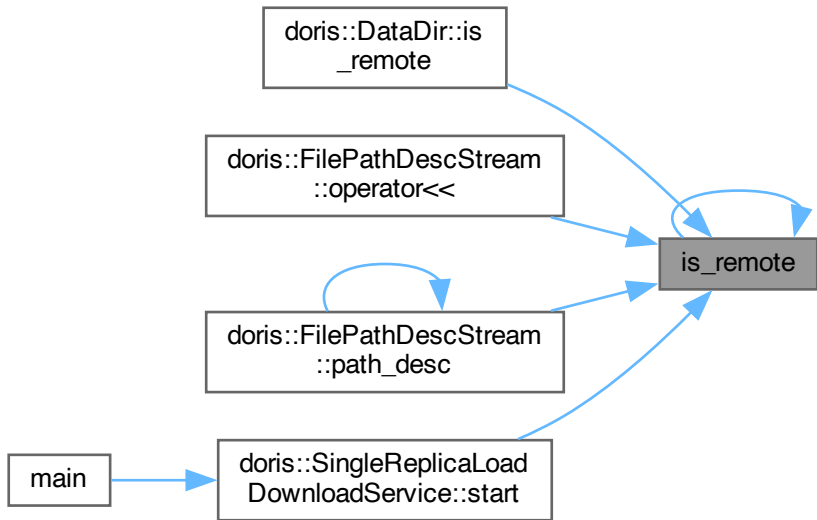 doris::DataDir::is
_remote
doris::FilePathDescStream
::operator<<
is_remote
doris::FilePathDescStream
::path_desc
doris::SingleReplicaLoad
DownloadService::start
main